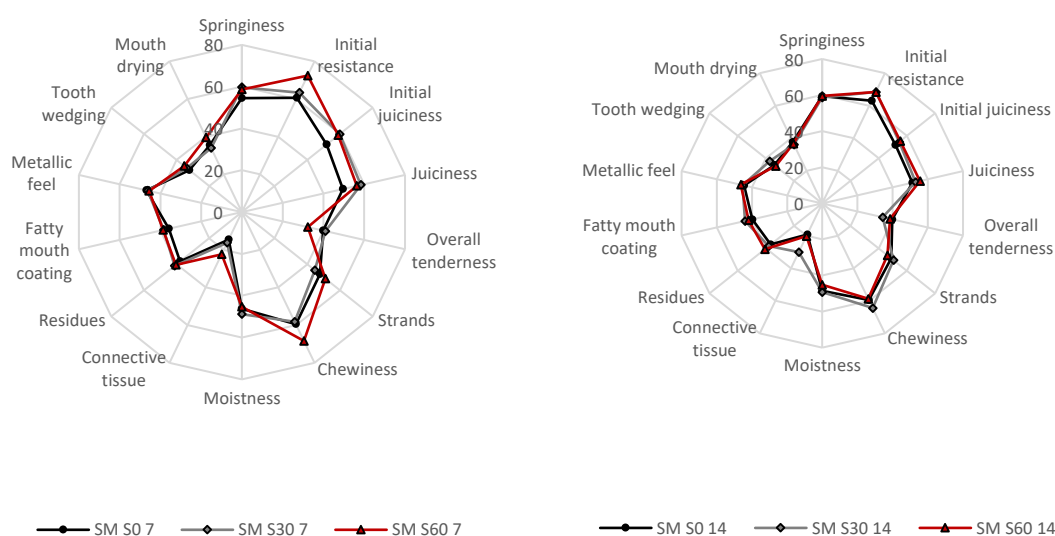 Springiness
80
Initial
resistance
Initial
juiciness
Juiciness
Overall
tenderness
Strands
Chewiness
Moistness
Connective
tissue
Residues
Fatty
mouth
coating
Metallic
feel
Tooth
wedging
Mouth
drying
60
40
20
0
SM S0 7
SM S30 7
SM S60 7
Springiness
80
Initial
resistance
Initial juiciness
Juiciness
Overall
tenderness
Strands
Chewiness
Moistness
Connective
tissue
Residues
Fatty mouth
coating
Metallic feel
Tooth wedging
Mouth drying
60
40
20
0
SM S0 14
SM S30 14
SM S60 14